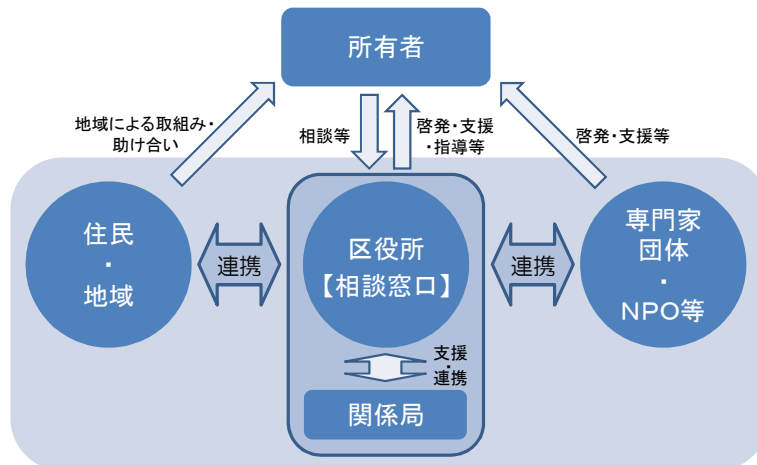 所有者
地域による取組み・
助け合い
相談等
啓発・支援
・指導等
啓発・支援等
住民
・
地域
連携
区役所
【相談窓口】
連携
専門家
団体
・
NPO等
支援
・
連携
関係局